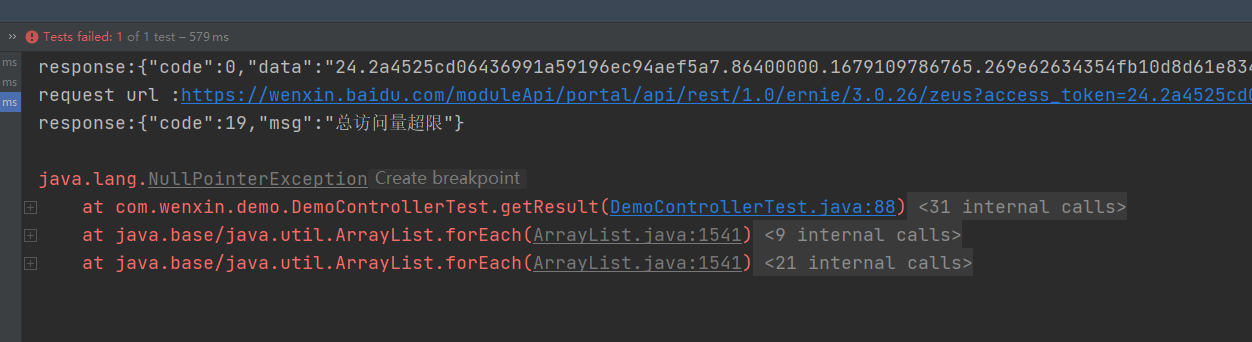 » Tests failed: 1 of 1 test – 579 ms
ms
ms
ms
response:{"code":0,"data":"24.2a4525cd06436991a59196ec94aef5a7.86400000.1679109786765.269e62634354fb10d8d61e834
request url :https://wenxin.baidu.com/moduleApi/portal/api/rest/1.0/ernie/3.0.26/zeus?access_token=24.2a4525cd0
response:{"code":19,"msg":"总访问量超限"}
java.lang.NullPointerException Create breakpoint
at com.wenxin.demo.DemoControllerTest.getResult(DemoControllerTest.java:88) <31 internal calls>
at java.base/java.util.ArrayList.forEach(ArrayList.java:1541) <9 internal calls>
at java.base/java.util.ArrayList.forEach(ArrayList.java:1541) <21 internal calls>